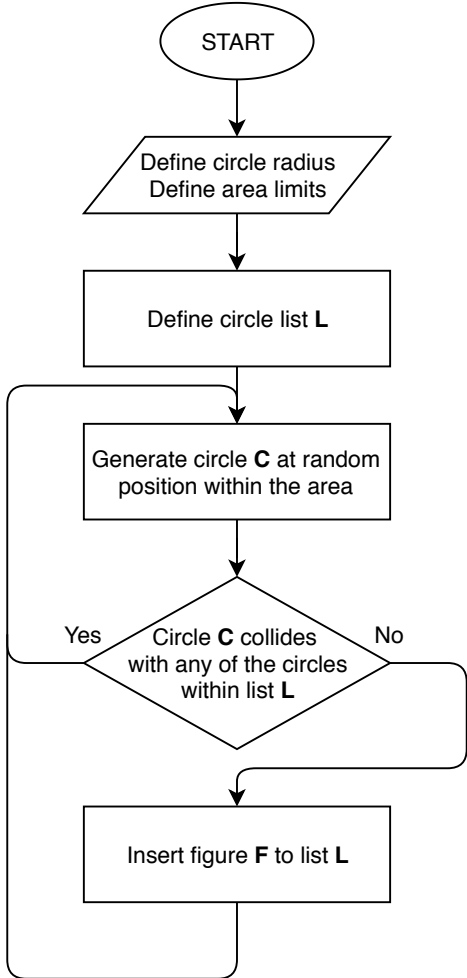 START
Define circle radius
Define area limits
Define circle list L
Generate circle C at random
position within the area
Yes
Circle C collides
with any of the circles
within list L
No
Insert figure F to list L